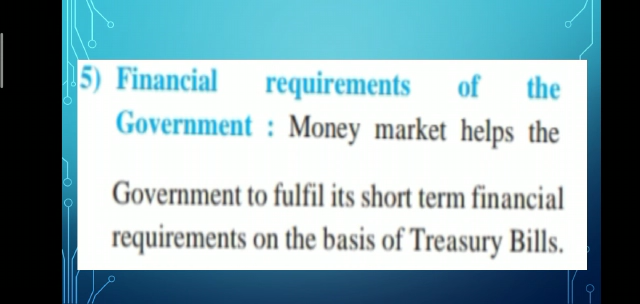 5) Financial requirements of the
Government : Money market helps the
Government to fulfil its short term financial
requirements on the basis of Treasury Bills.